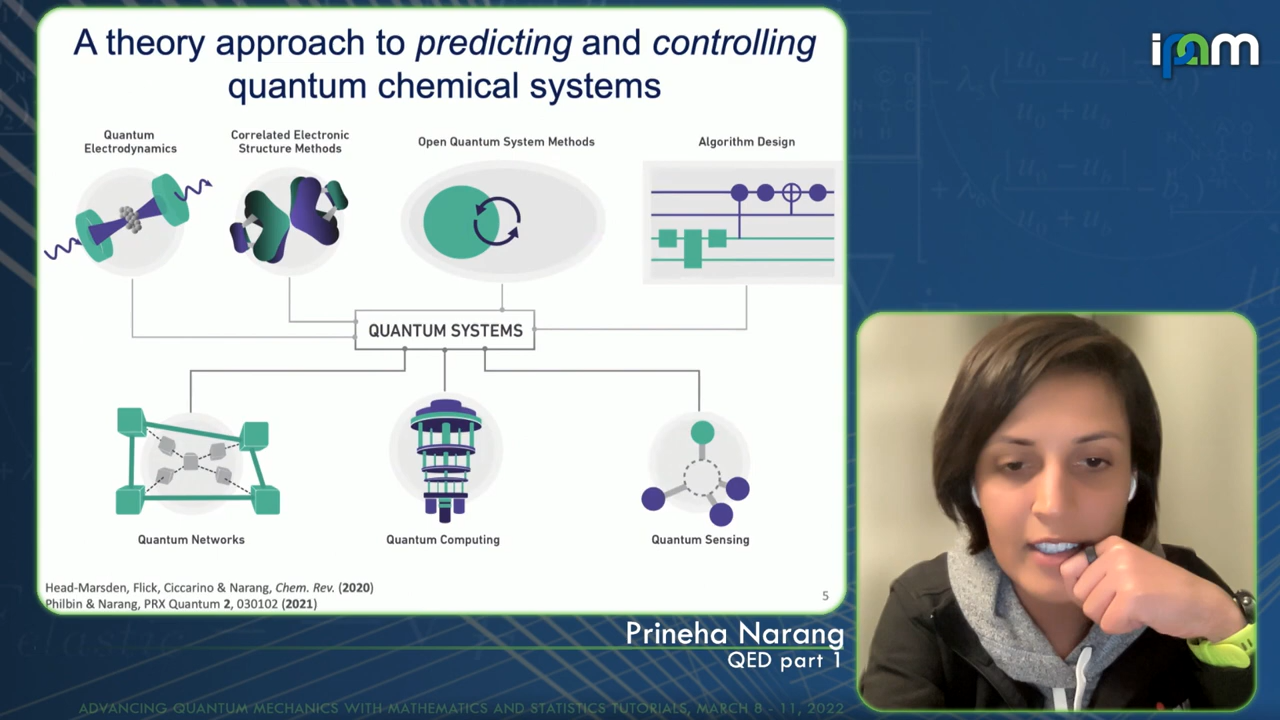 A theory approach to predicting and controlling
quantum chemical systems
Quantum
Electrodynamics
Correlated Electronic
Structure Methods
Open Quantum System Methods
Algorithm Design
QUANTUM SYSTEMS
Quantum Networks
Quantum Computing
Quantum Sensing
Head-Marsden, Flick, Ciccarino & Narang, Chem. Rev. (2020)
Philbin & Narang, PRX Quantum 2, 030102 (2021)
5
ipam
Prineha Narang
QED part 1
ADVANCING QUANTUM MECHANICS WITH MATHEMATICS AND STATISTICS TUTORIALS, MARCH 8 - 11, 2022